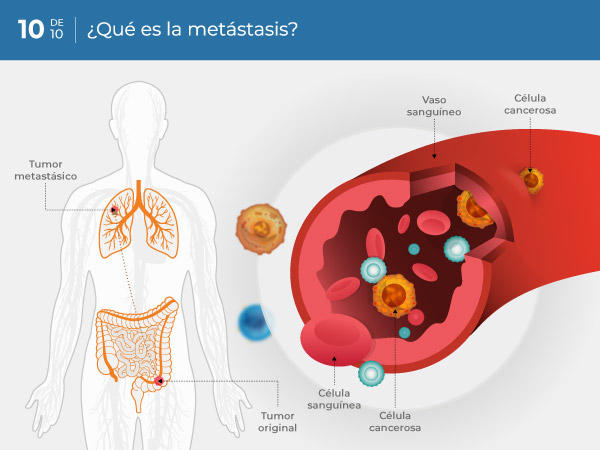 10 DE 10 ¿Qué es la metástasis?
Vaso
sanguíneo
Célula
cancerosa
Tumor
metastásico
Célula
sanguínea
Célula
cancerosa
Tumor
original